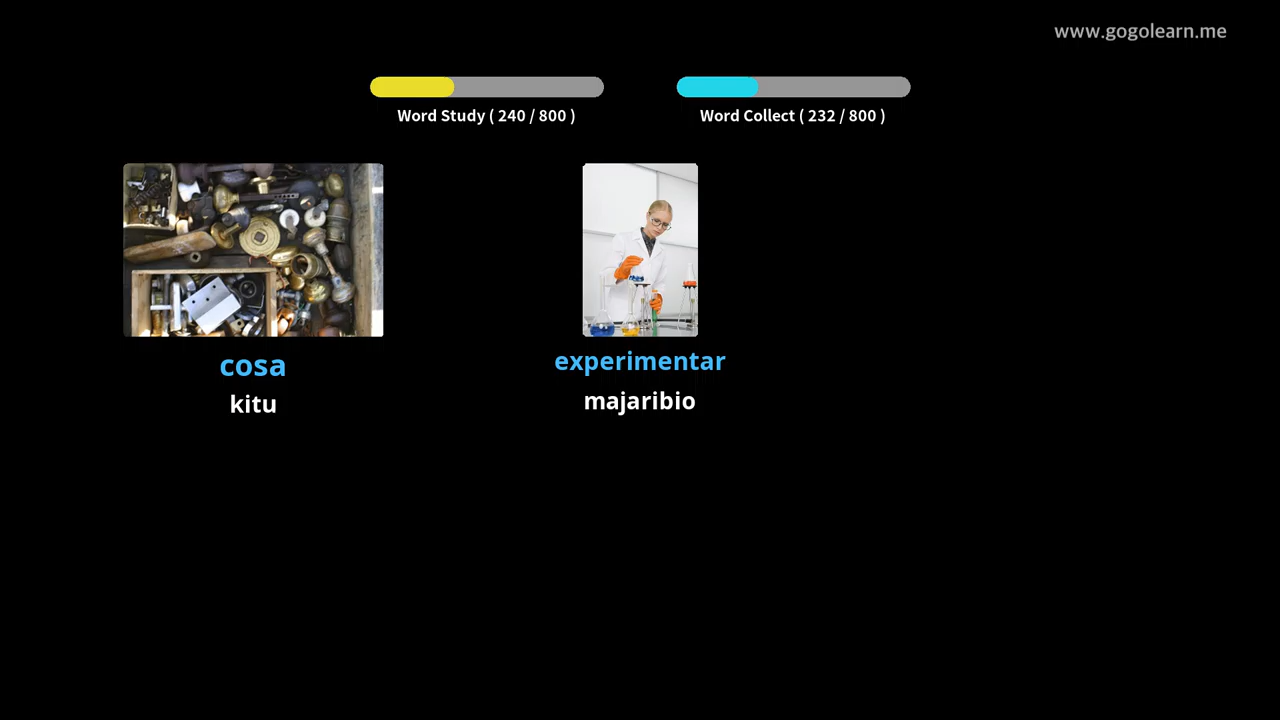 www.gogolearn.me
Word Study ( 240 / 800 )
Word Collect ( 232 / 800 )
cosa
kitu
experimentar
majaribio